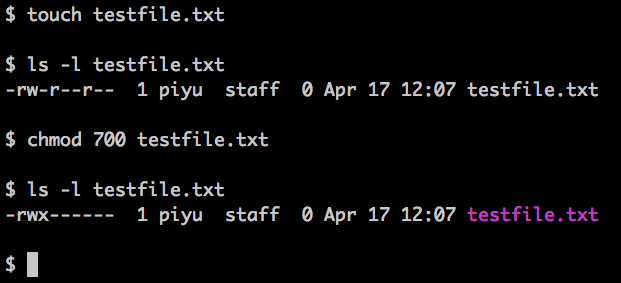 $ touch testfile.txt
$ ls -l testfile.txt
-rw-r--r--  1 piyu  staff  0 Apr 17 12:07 testfile.txt
$ chmod 700 testfile.txt
$ ls -l testfile.txt
-rwx------  1 piyu  staff  0 Apr 17 12:07 testfile.txt
$